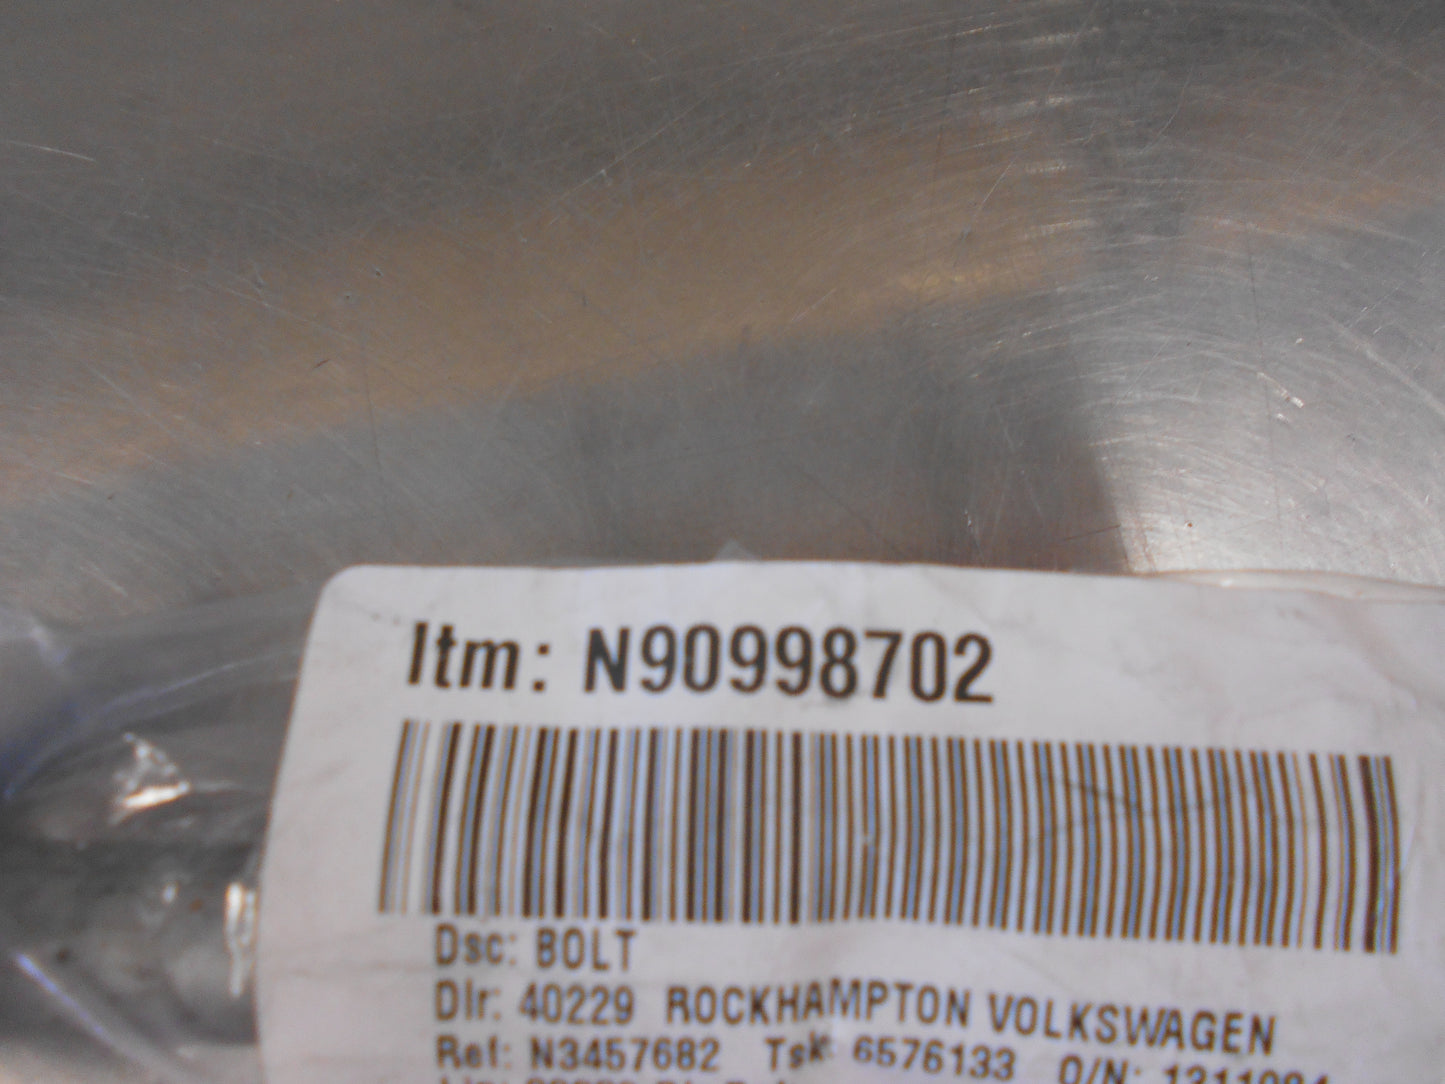 Itm: N90998702
Dsc: BOLT
Dlr: 40229 ROCKHAMPTON VOLKSWAGEN
Ref: N3457682 Tsk: 6576133 O/N: